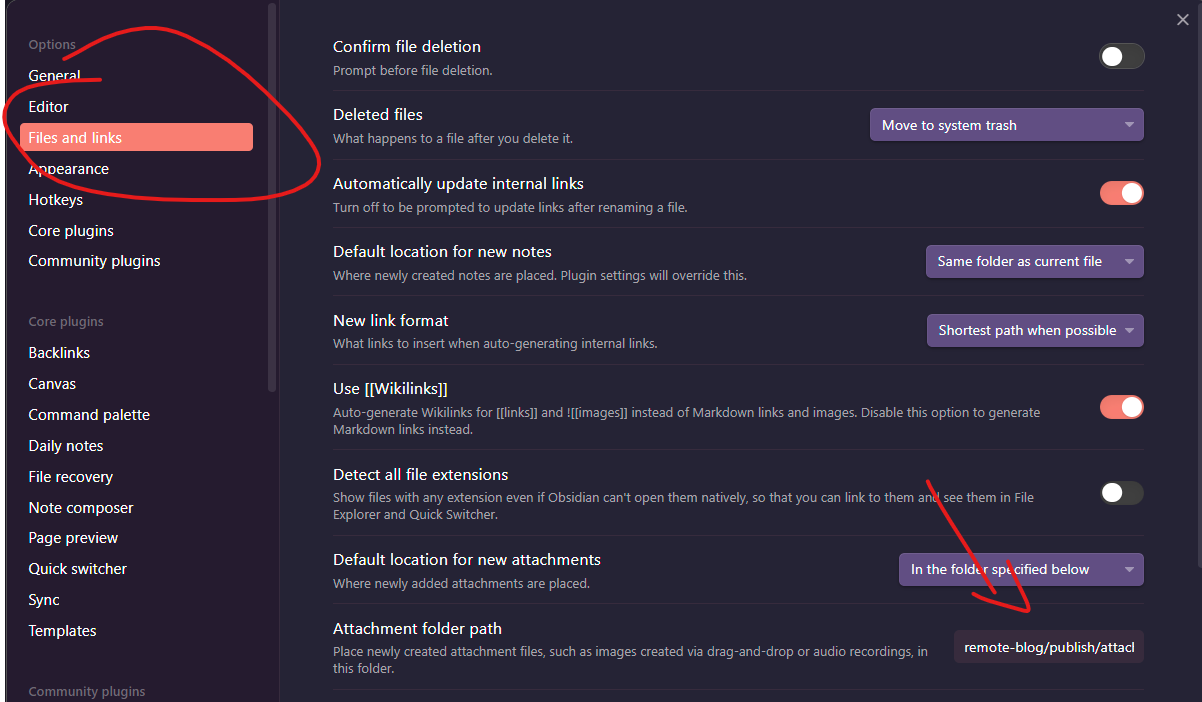 Options
General
Editor
Files and links
Appearance
Hotkeys
Core plugins
Community plugins
Core plugins
Backlinks
Canvas
Command palette
Daily notes
File recovery
Note composer
Page preview
Quick switcher
Sync
Templates
Community plugins
Confirm file deletion
Prompt before file deletion.
Deleted files
What happens to a file after you delete it.
Move to system trash
Automatically update internal links
Turn off to be prompted to update links after renaming a file.
Default location for new notes
Where newly created notes are placed. Plugin settings will override this.
Same folder as current file
New link format
What links to insert when auto-generating internal links.
Shortest path when possible
Use [[Wikilinks]]
Auto-generate Wikilinks for [[links]] and ![[images]] instead of Markdown links and images. Disable this option to generate
Markdown links instead.
Detect all file extensions
Show files with any extension even if Obsidian can't open them natively, so that you can link to them and see them in File
Explorer and Quick Switcher.
Default location for new attachments
Where newly added attachments are placed.
In the folder specified below
Attachment folder path
Place newly created attachment files, such as images created via drag-and-drop or audio recordings, in
this folder.
remote-blog/publish/attacl